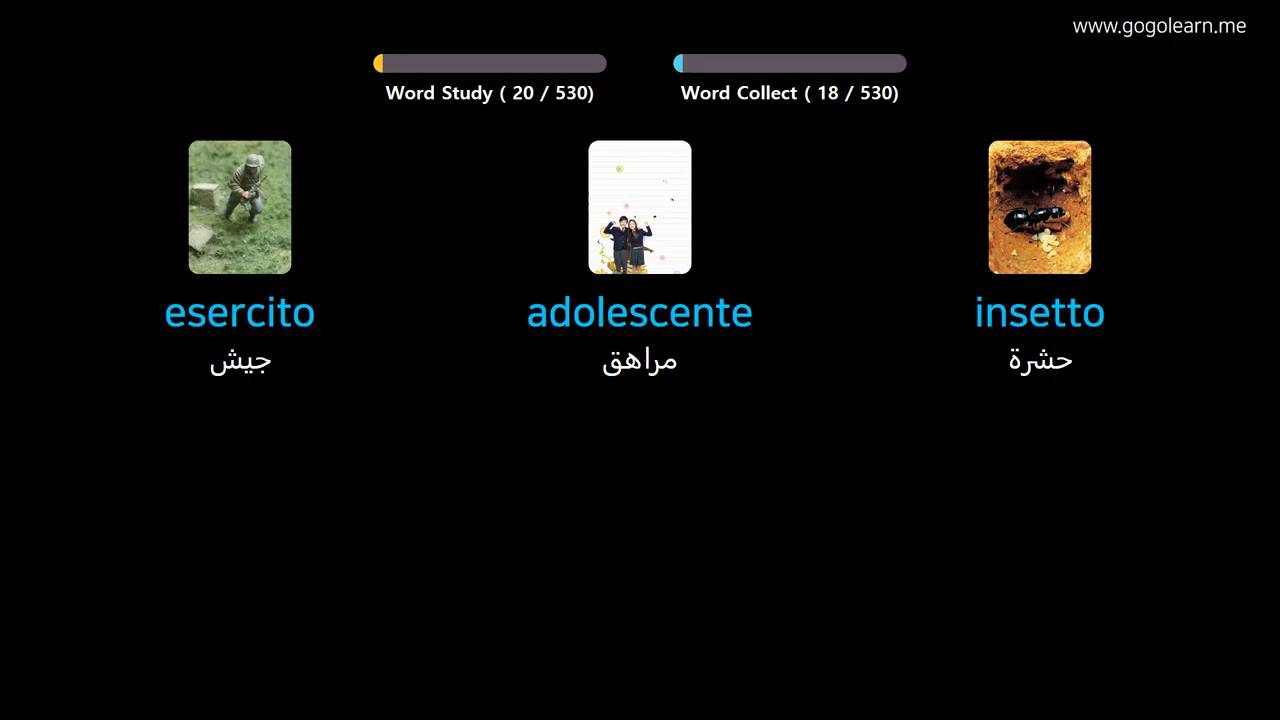 www.gogolearn.me
Word Study ( 20 / 530)
Word Collect ( 18 / 530)
esercito
جيش
adolescente
مراهق
insetto
حشرة